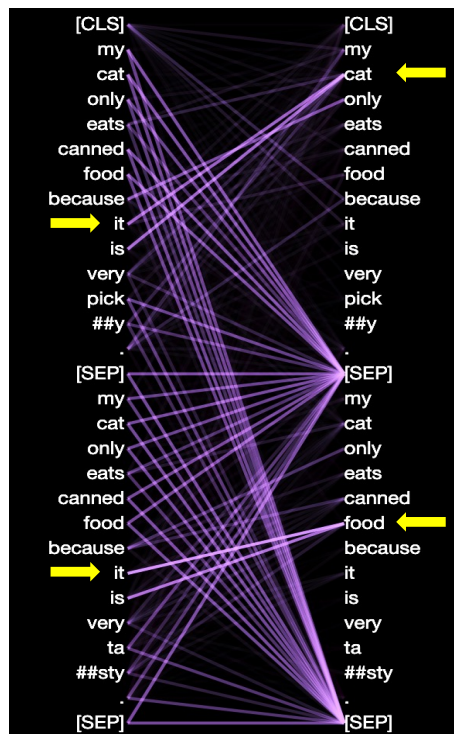 [CLS] [CLS]
my my
cat cat
only only
eats eats
canned canned
food food
because because
it it
is is
very very
pick pick
##y ##y
. .
[SEP] [SEP]
my my
cat cat
only only
eats eats
canned canned
food food
because because
it it
is is
very very
ta ta
##sty ##sty
. .
[SEP] [SEP]